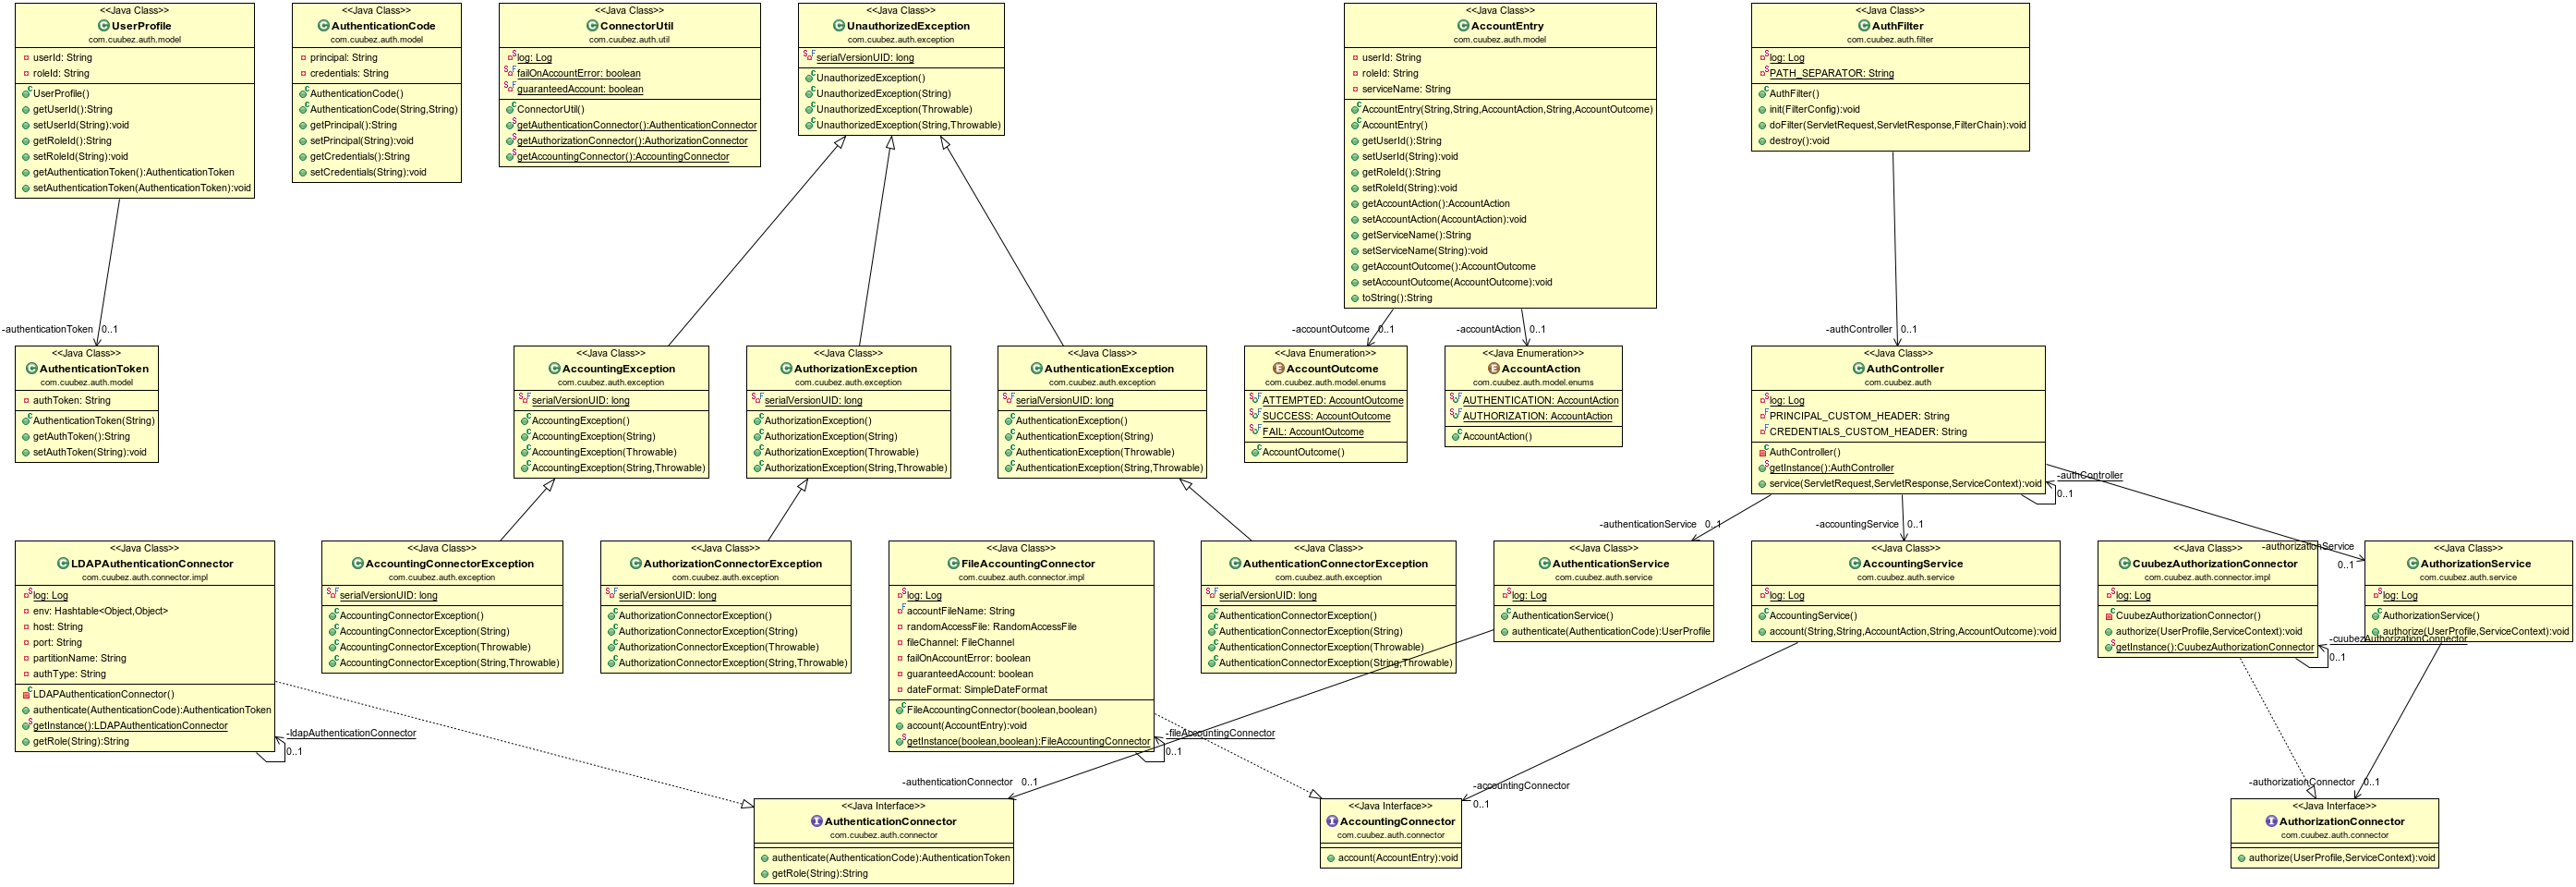 <<Java Class>>
UserProfile
com.cuubez.auth.model
userId: String
roleId: String
UserProfile()
getUserId():String
setUserId(String):void
getRoleId():String
setRoleId(String):void
getAuthenticationToken():AuthenticationToken
setAuthenticationToken(AuthenticationToken):void
<<Java Class>>
AuthenticationCode
com.cuubez.auth.model
principal: String
credentials: String
AuthenticationCode()
AuthenticationCode(String,String)
getPrincipal():String
setPrincipal(String):void
getCredentials():String
setCredentials(String):void
<<Java Class>>
ConnectorUtil
com.cuubez.auth.util
log: Log
failOnAccountError: boolean
guaranteedAccount: boolean
ConnectorUtil()
getAuthenticationConnector():AuthenticationConnector
getAuthorizationConnector():AuthorizationConnector
getAccountingConnector():AccountingConnector
<<Java Class>>
UnauthorizedException
com.cuubez.auth.exception
serialVersionUID: long
UnauthorizedException()
UnauthorizedException(String)
UnauthorizedException(Throwable)
UnauthorizedException(String,Throwable)
<<Java Class>>
AccountEntry
com.cuubez.auth.model
userId: String
roleId: String
serviceName: String
AccountEntry(String,String,AccountAction,String,AccountOutcome)
AccountEntry()
getUserId():String
setUserId(String):void
getRoleId():String
setRoleId(String):void
getAccountAction():AccountAction
setAccountAction(AccountAction):void
getServiceName():String
setServiceName(String):void
getAccountOutcome():AccountOutcome
setAccountOutcome(AccountOutcome):void
toString():String
<<Java Class>>
AuthFilter
com.cuubez.auth.filter
log: Log
PATH_SEPARATOR: String
AuthFilter()
init(FilterConfig):void
doFilter(ServletRequest,ServletResponse,FilterChain):void
destroy():void
-authenticationToken 0..1
-accountOutcome 0..1
-accountAction 0..1
-authController 0..1
<<Java Class>>
AuthenticationToken
com.cuubez.auth.model
authToken: String
AuthenticationToken(String)
getAuthToken():String
setAuthToken(String):void
<<Java Class>>
AccountingException
com.cuubez.auth.exception
serialVersionUID: long
AccountingException()
AccountingException(String)
AccountingException(Throwable)
AccountingException(String,Throwable)
<<Java Class>>
AuthorizationException
com.cuubez.auth.exception
serialVersionUID: long
AuthorizationException()
AuthorizationException(String)
AuthorizationException(Throwable)
AuthorizationException(String,Throwable)
<<Java Class>>
AuthenticationException
com.cuubez.auth.exception
serialVersionUID: long
AuthenticationException()
AuthenticationException(String)
AuthenticationException(Throwable)
AuthenticationException(String,Throwable)
<<Java Enumeration>>
AccountOutcome
com.cuubez.auth.model.enums
ATTEMPTED: AccountOutcome
SUCCESS: AccountOutcome
FAIL: AccountOutcome
AccountOutcome()
<<Java Enumeration>>
AccountAction
com.cuubez.auth.model.enums
AUTHENTICATION: AccountAction
AUTHORIZATION: AccountAction
AccountAction()
<<Java Class>>
AuthController
com.cuubez.auth
log: Log
PRINCIPAL_CUSTOM_HEADER: String
CREDENTIALS_CUSTOM_HEADER: String
AuthController()
getInstance():AuthController
service(ServletRequest,ServletResponse,ServiceContext):void
-authController
0..1
-authenticationService 0..1
-accountingService 0..1
-authorizationService
0..1
<<Java Class>>
LDAPAuthenticationConnector
com.cuubez.auth.connector.impl
log: Log
env: Hashtable<Object,Object>
host: String
port: String
partitionName: String
authType: String
LDAPAuthenticationConnector()
authenticate(AuthenticationCode):AuthenticationToken
getInstance():LDAPAuthenticationConnector
getRole(String):String
-ldapAuthenticationConnector
0..1
<<Java Class>>
AccountingConnectorException
com.cuubez.auth.exception
serialVersionUID: long
AccountingConnectorException()
AccountingConnectorException(String)
AccountingConnectorException(Throwable)
AccountingConnectorException(String,Throwable)
<<Java Class>>
AuthorizationConnectorException
com.cuubez.auth.exception
serialVersionUID: long
AuthorizationConnectorException()
AuthorizationConnectorException(String)
AuthorizationConnectorException(Throwable)
AuthorizationConnectorException(String,Throwable)
<<Java Class>>
FileAccountingConnector
com.cuubez.auth.connector.impl
log: Log
accountFileName: String
randomAccessFile: RandomAccessFile
fileChannel: FileChannel
failOnAccountError: boolean
guaranteedAccount: boolean
dateFormat: SimpleDateFormat
FileAccountingConnector(boolean,boolean)
account(AccountEntry):void
getInstance(boolean,boolean):FileAccountingConnector
-fileAccountingConnector
0..1
<<Java Class>>
AuthenticationConnectorException
com.cuubez.auth.exception
serialVersionUID: long
AuthenticationConnectorException()
AuthenticationConnectorException(String)
AuthenticationConnectorException(Throwable)
AuthenticationConnectorException(String,Throwable)
<<Java Class>>
AuthenticationService
com.cuubez.auth.service
log: Log
AuthenticationService()
authenticate(AuthenticationCode):UserProfile
<<Java Class>>
AccountingService
com.cuubez.auth.service
log: Log
AccountingService()
account(String,String,AccountAction,String,AccountOutcome):void
<<Java Class>>
CuubezAuthorizationConnector
com.cuubez.auth.connector.impl
log: Log
CuubezAuthorizationConnector()
authorize(UserProfile,ServiceContext):void
getInstance():CuubezAuthorizationConnector
-cuubezAuthorizationConnector
0..1
<<Java Class>>
AuthorizationService
com.cuubez.auth.service
log: Log
AuthorizationService()
authorize(UserProfile,ServiceContext):void
-authenticationConnector 0..1
-accountingConnector
0..1
-authorizationConnector 0..1
<<Java Interface>>
AuthenticationConnector
com.cuubez.auth.connector
authenticate(AuthenticationCode):AuthenticationToken
getRole(String):String
<<Java Interface>>
AccountingConnector
com.cuubez.auth.connector
account(AccountEntry):void
<<Java Interface>>
AuthorizationConnector
com.cuubez.auth.connector
authorize(UserProfile,ServiceContext):void